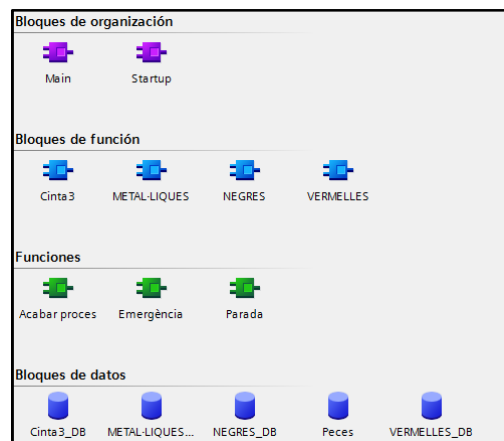 Bloques de organización
Main Startup
Bloques de función
Cinta3 METAL·LIQUES NEGRES VERMELLES
Funciones
Acabar proces Emergència Parada
Bloques de datos
Cinta3_DB METAL·LIQUES... NEGRES_DB Peces VERMELLES_DB